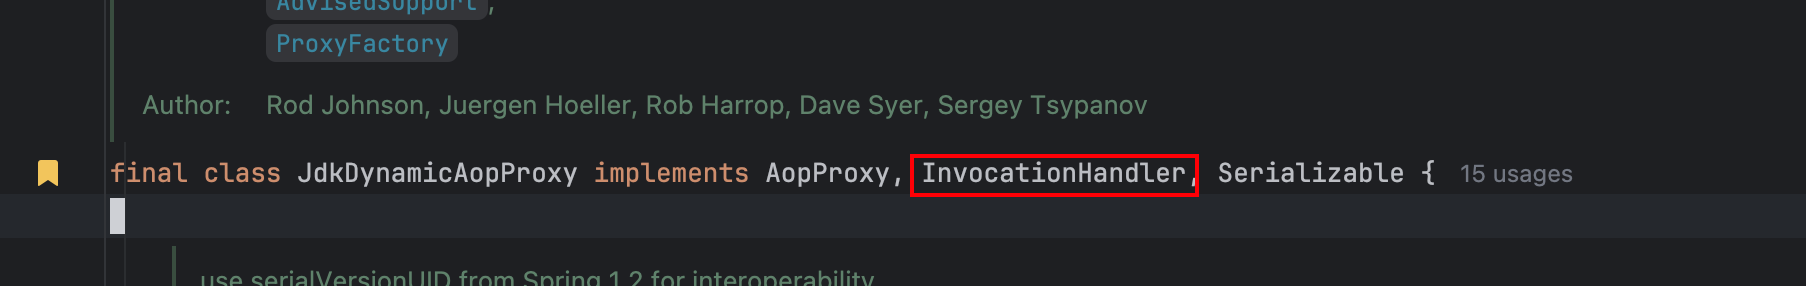 AdvisedSupport,
ProxyFactory
Author: Rod Johnson, Juergen Hoeller, Rob Harrop, Dave Syer, Sergey Tsypanov
final class JdkDynamicAopProxy implements AopProxy, InvocationHandler, Serializable { 15 usages
use serialVersionUID from Spring 1.2 for interoperability